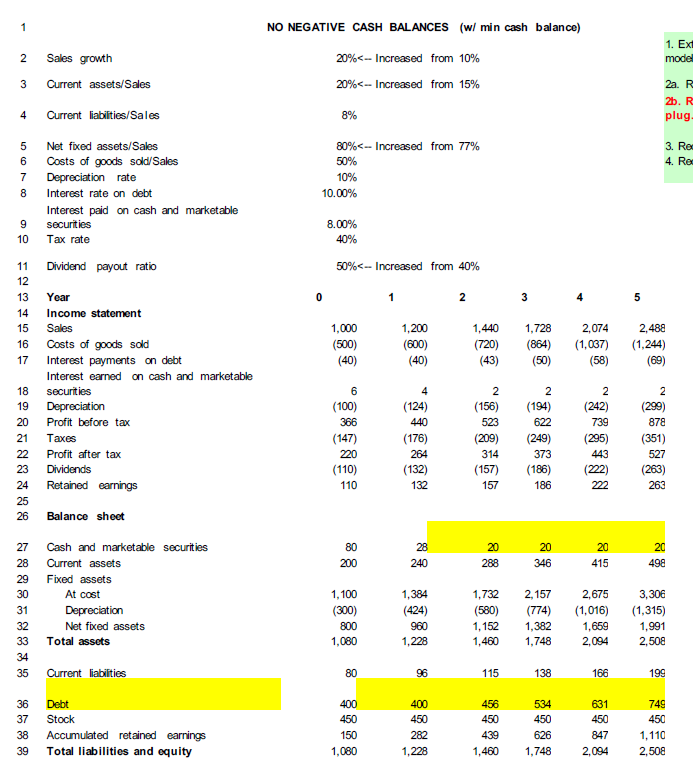 1 NO NEGATIVE CASH BALANCES (w/ min cash balance)
1. Ext
2 Sales growth 20% <-- Increased from 10% model
3 Current assets/Sales 20% <-- Increased from 15% 2a. R
2b. R
4 Current liabilities/Sales 8% plug.
5 Net fixed assets/Sales 80% <-- Increased from 77% 3. Rec
6 Costs of goods sold/Sales 50% 4. Rec
7 Depreciation rate 10%
8 Interest rate on debt 10.00%
Interest paid on cash and marketable
9 securities 8.00%
10 Tax rate 40%
11 Dividend payout ratio 50% <-- Increased from 40%
12
13 Year 0 1 2 3 4 5
14 Income statement
15 Sales 1,000 1,200 1,440 1,728 2,074 2,488
16 Costs of goods sold (500) (600) (720) (864) (1,037) (1,244)
17 Interest payments on debt (40) (40) (43) (50) (58) (69)
Interest earned on cash and marketable
18 securities 6 4 2 2 2 2
19 Depreciation (100) (124) (156) (194) (242) (299)
20 Profit before tax 366 440 523 622 739 878
21 Taxes (147) (176) (209) (249) (295) (351)
22 Profit after tax 220 264 314 373 443 527
23 Dividends (110) (132) (157) (186) (222) (263)
24 Retained earnings 110 132 157 186 222 263
25
26 Balance sheet
27 Cash and marketable securities 80 28 20 20 20 20
28 Current assets 200 240 288 346 415 498
29 Fixed assets
30 At cost 1,100 1,384 1,732 2,157 2,675 3,306
31 Depreciation (300) (424) (580) (774) (1,016) (1,315)
32 Net fixed assets 800 960 1,152 1,382 1,659 1,991
33 Total assets 1,080 1,228 1,460 1,748 2,094 2,508
34
35 Current liabilities 80 96 115 138 166 199
36 Debt 400 400 456 534 631 749
37 Stock 450 450 450 450 450 450
38 Accumulated retained earnings 150 282 439 626 847 1,110
39 Total liabilities and equity 1,080 1,228 1,460 1,748 2,094 2,508